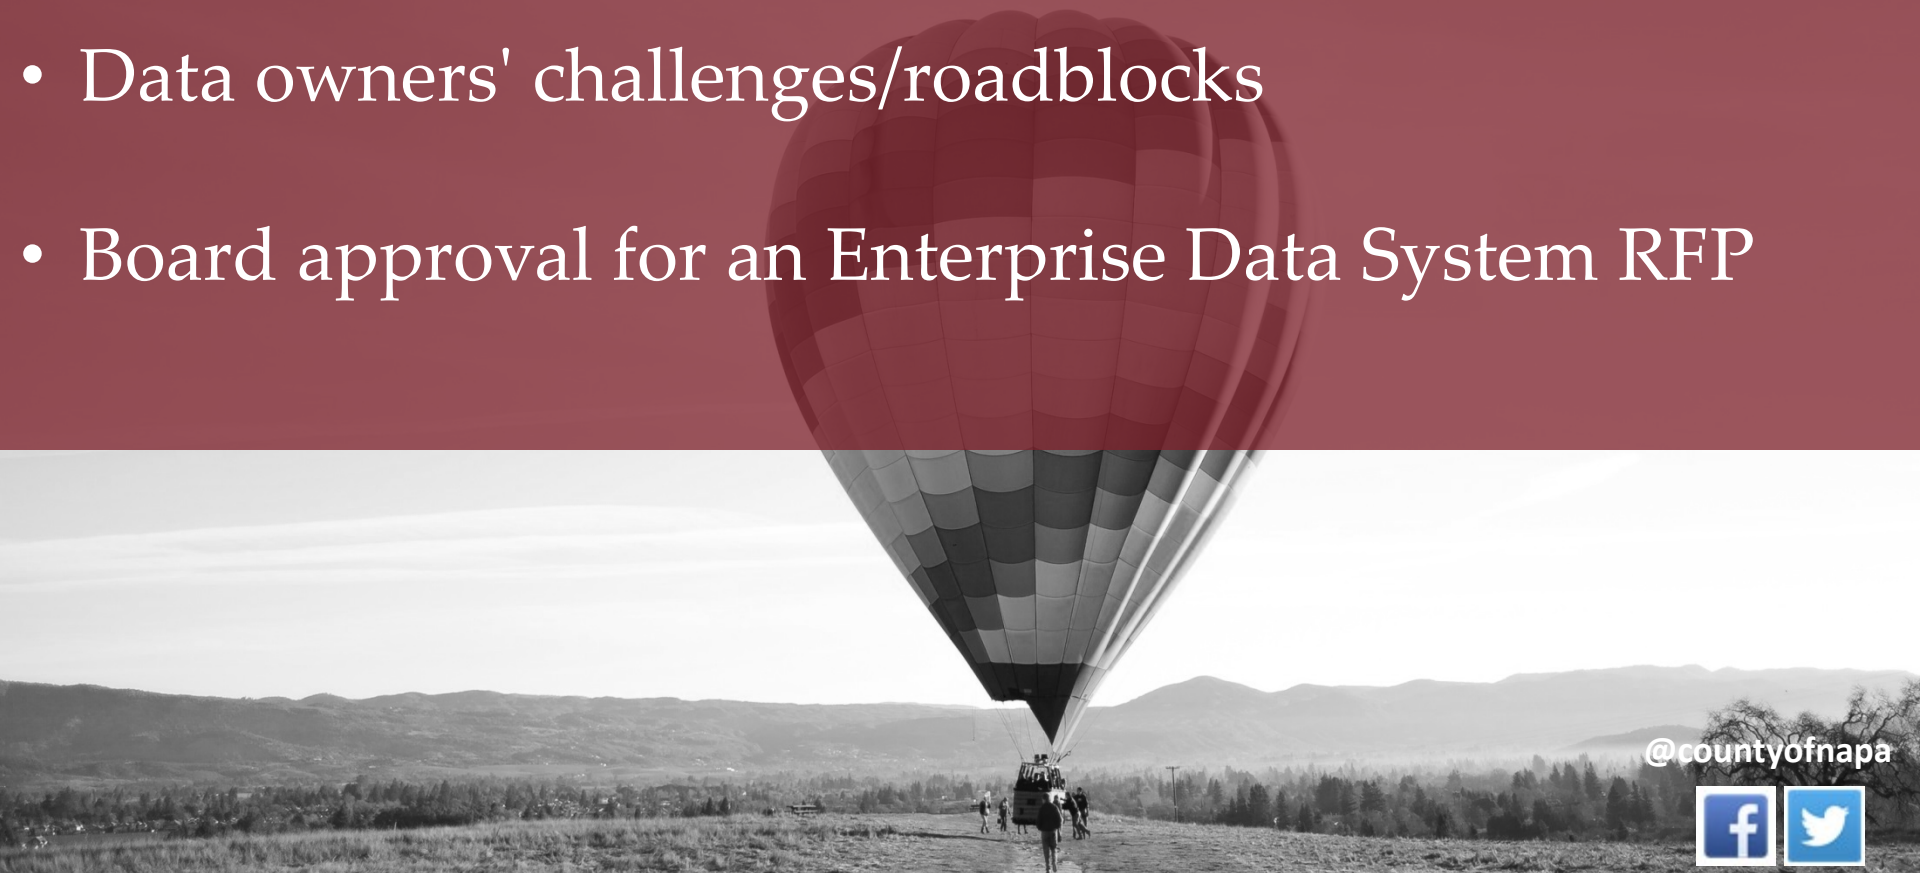 • Data owners' challenges/roadblocks
• Board approval for an Enterprise Data System RFP
@countyofnapa